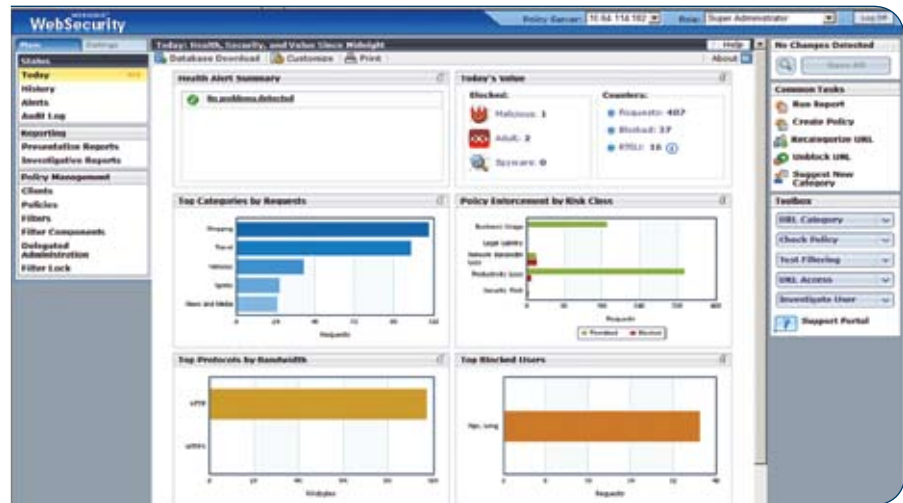 WebSecurity
Policy Server: 10.64.114.102
Role: Super Administrator
Log Off
Main
Settings
Today: Health, Security, and Value Since Midnight
Help
Database Download
Customize
Print
About
Status
Today
History
Alerts
Audit Log
Reporting
Presentation Reports
Investigative Reports
Policy Management
Clients
Policies
Filters
Filter Components
Delegated
Administration
Filter Lock
Health Alert Summary
No problems detected
Today's Value
Blocked:
Malicious: 1
Adult: 2
Spyware: 0
Counters:
Requests: 407
Blocked: 37
RTSU: 16
Top Categories by Requests
Shopping
Travel
Vehicles
Sports
News and Media
Requests
Policy Enforcement by Risk Class
Business Usage
Legal Liability
Network Bandwidth
Loss
Productivity Loss
Security Risk
Requests
Permitted
Blocked
Top Protocols by Bandwidth
HTTP
HTTPS
Top Blocked Users
Requests
No Changes Detected
Save All
Common Tasks
Run Report
Create Policy
Recategorize URL
Unblock URL
Suggest New
Category
Toolbox
URL Category
Check Policy
Test Filtering
URL Access
Investigate User
Support Portal